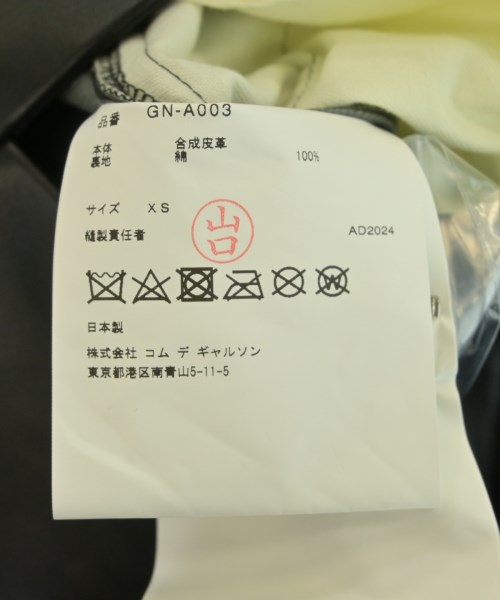 品番 GN-A003
本体 合成皮革
裏地 綿 100%
サイズ XS
山口
縫製責任者 AD2024
日本製
株式会社 コム デ ギャルソン
東京都港区南青山5-11-5